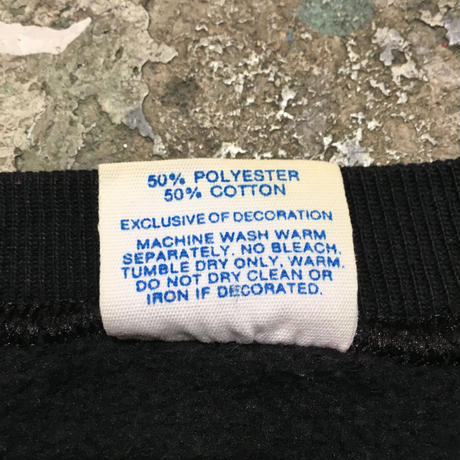 50% POLYESTER
50% COTTON
EXCLUSIVE OF DECORATION
MACHINE WASH WARM
SEPARATELY. NO BLEACH.
TUMBLE DRY ONLY, WARM.
DO NOT DRY CLEAN OR
IRON IF DECORATED.